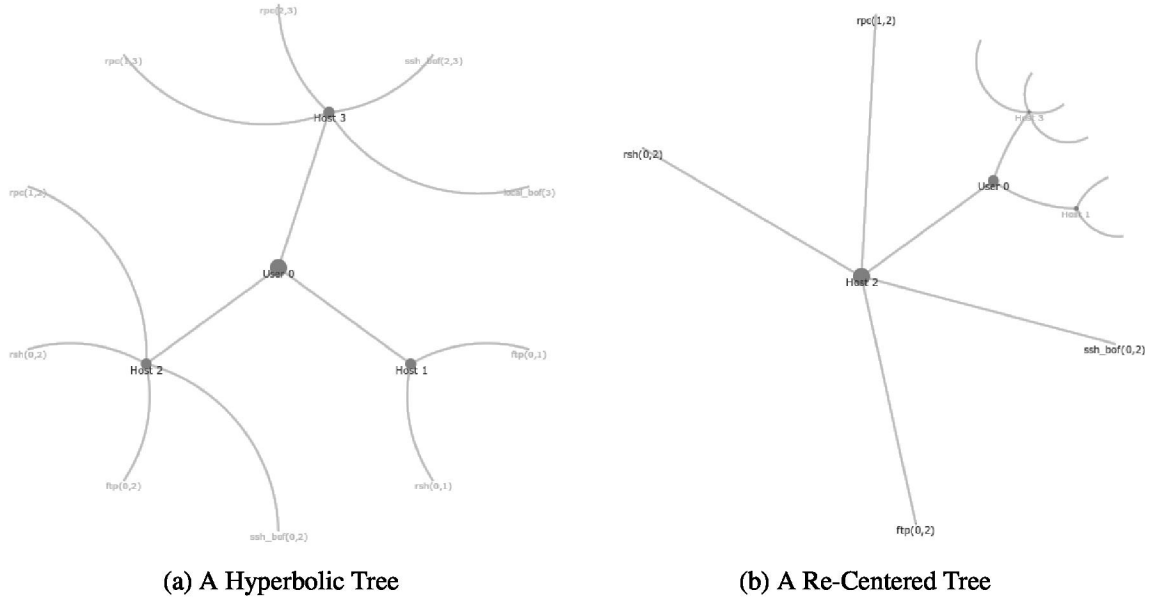 rpc(2,3)
rpc(1,3)
ssh_bof(2,3)
Host 3
rpc(1,2)
local_bof(3)
User 0
rsh(0,2)
Host 2
Host 1
ftp(0,1)
ftp(0,2)
rsh(0,1)
ssh_bof(0,2)
(a) A Hyperbolic Tree
rpc(1,2)
Host 3
rsh(0,2)
User 0
Host 1
Host 2
ssh_bof(0,2)
ftp(0,2)
(b) A Re-Centered Tree